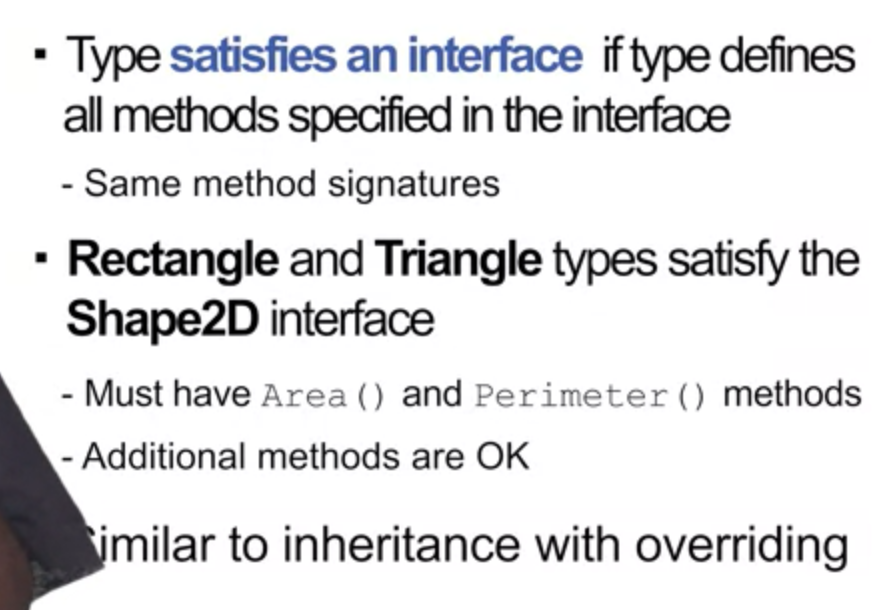 ▪ Type satisfies an interface if type defines
all methods specified in the interface
- Same method signatures
▪ Rectangle and Triangle types satisfy the
Shape2D interface
- Must have Area() and Perimeter() methods
- Additional methods are OK
Similar to inheritance with overriding